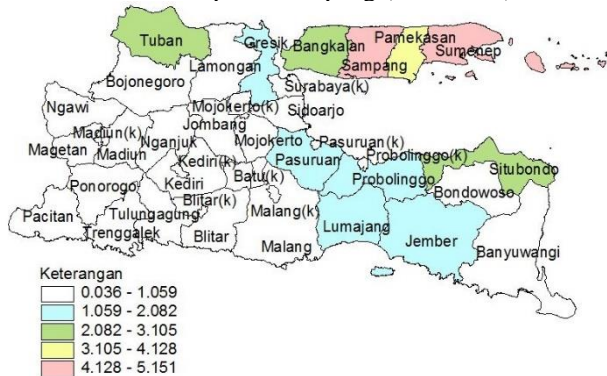 Tuban
Gresik
Bangkalan
Pamekasan
Lamongan
Sampang
Sumenep
Bojonegoro
Surabaya(k)
Ngawi
Mojokerto(k)
Sidoarjo
Jombang
Madiun(k)
Nganjuk
Mojokerto
Pasuruan(k)
Magetan
Madiun
Kediri(k)
Pasuruan
Probolinggo(k)
Situbondo
Ponorogo
Kediri
Batu(k)
Probolinggo
Bondowoso
Blitar(k)
Pacitan
Tulungagung
Malang(k)
Lumajang
Trenggalek
Blitar
Malang
Jember
Banyuwangi
Keterangan
0.036 - 1.059
1.059 - 2.082
2.082 - 3.105
3.105 - 4.128
4.128 - 5.151